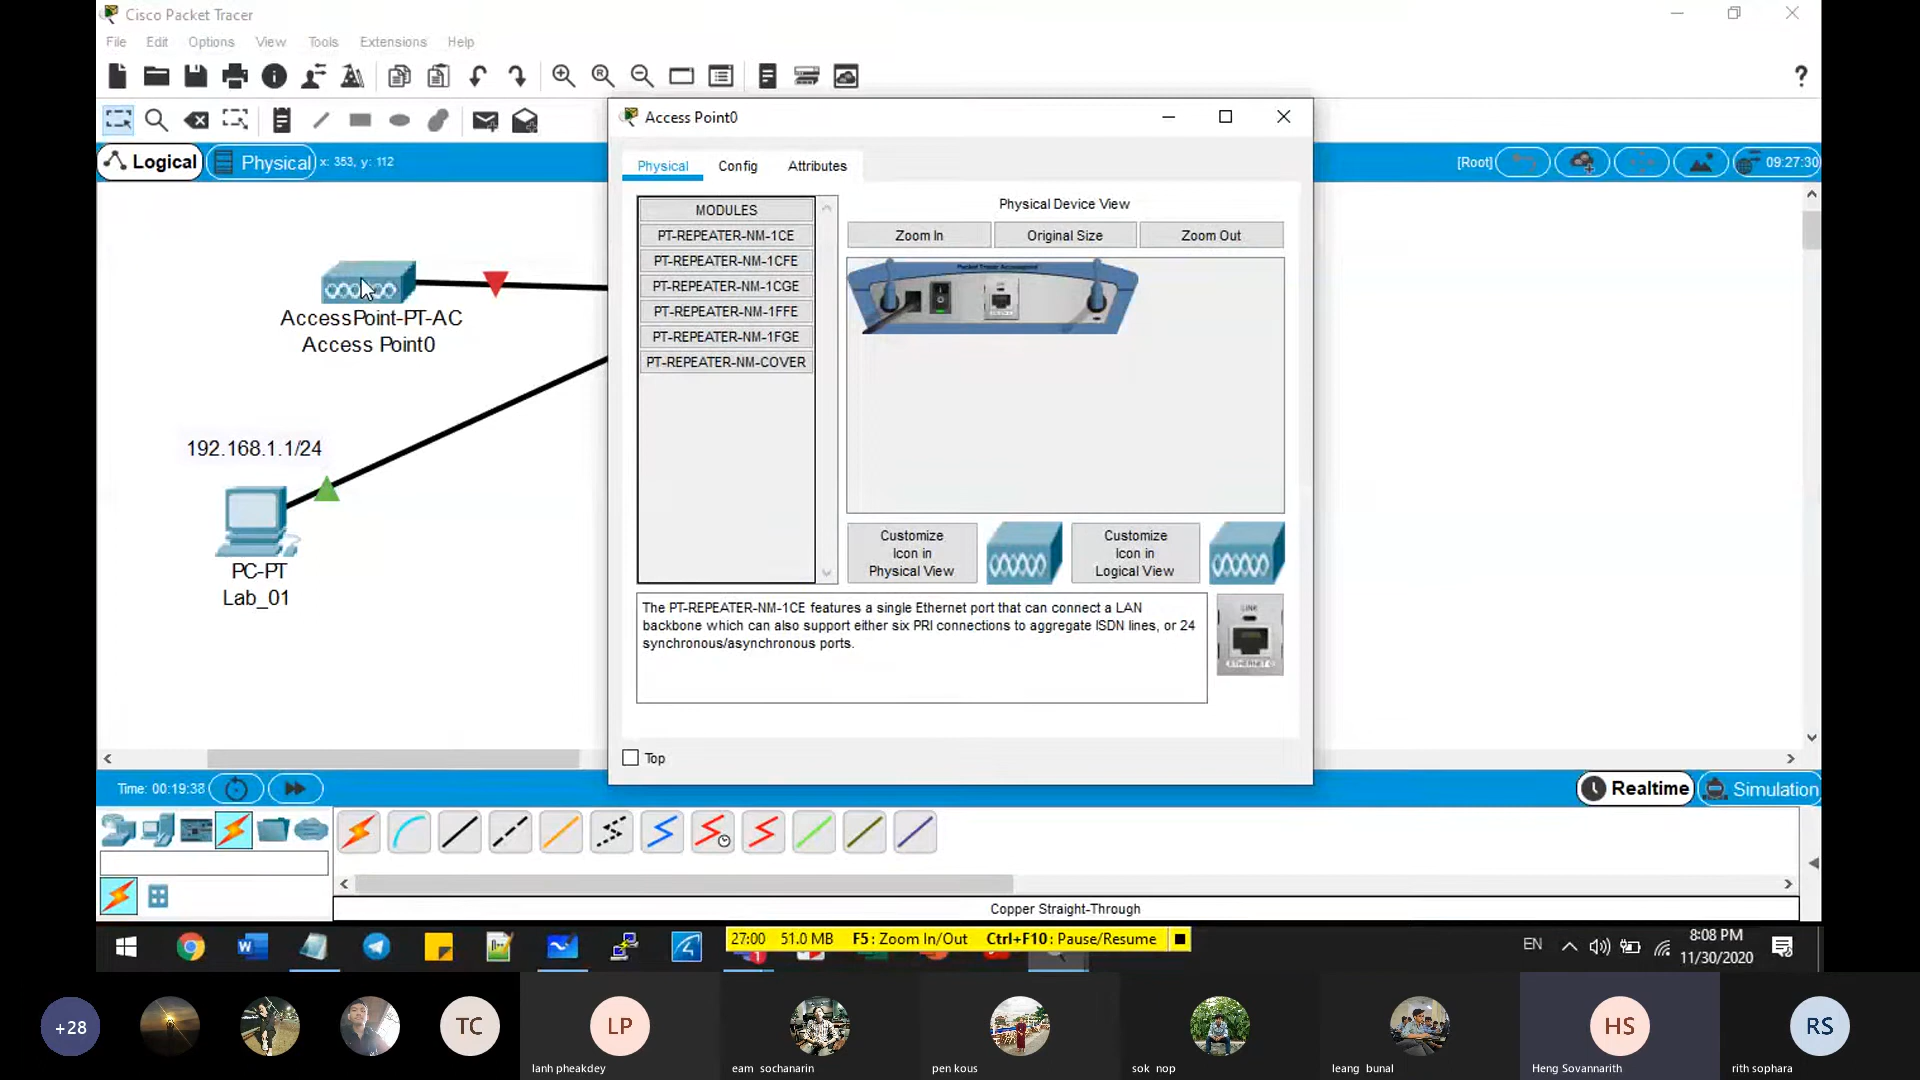 Cisco Packet Tracer
File Edit Options View Tools Extensions Help
Access Point0
Logical Physical x: 353, y: 112
[Root] 09:27:30
Physical Config Attributes
MODULES
PT-REPEATER-NM-1CE
PT-REPEATER-NM-1CFE
PT-REPEATER-NM-1CGE
PT-REPEATER-NM-1FFE
PT-REPEATER-NM-1FGE
PT-REPEATER-NM-COVER
Physical Device View
Zoom In Original Size Zoom Out
Packet Tracer Accesspoint
AccessPoint-PT-AC
Access Point0
192.168.1.1/24
PC-PT
Lab_01
Customize
Icon in
Physical View
Customize
Icon in
Logical View
The PT-REPEATER-NM-1CE features a single Ethernet port that can connect a LAN
backbone which can also support either six PRI connections to aggregate ISDN lines, or 24
synchronous/asynchronous ports.
LINK
ETHERNET 0
Top
Time: 00:19:38
Realtime Simulation
Copper Straight-Through
27:00 51.0 MB F5: Zoom In/Out Ctrl+F10: Pause/Resume
EN
8:08 PM
11/30/2020
+28
TC
LP
HS
RS
lanh pheakdey
eam sochanarin
pen kous
sok nop
leang bunal
Heng Sovannarith
rith sophara